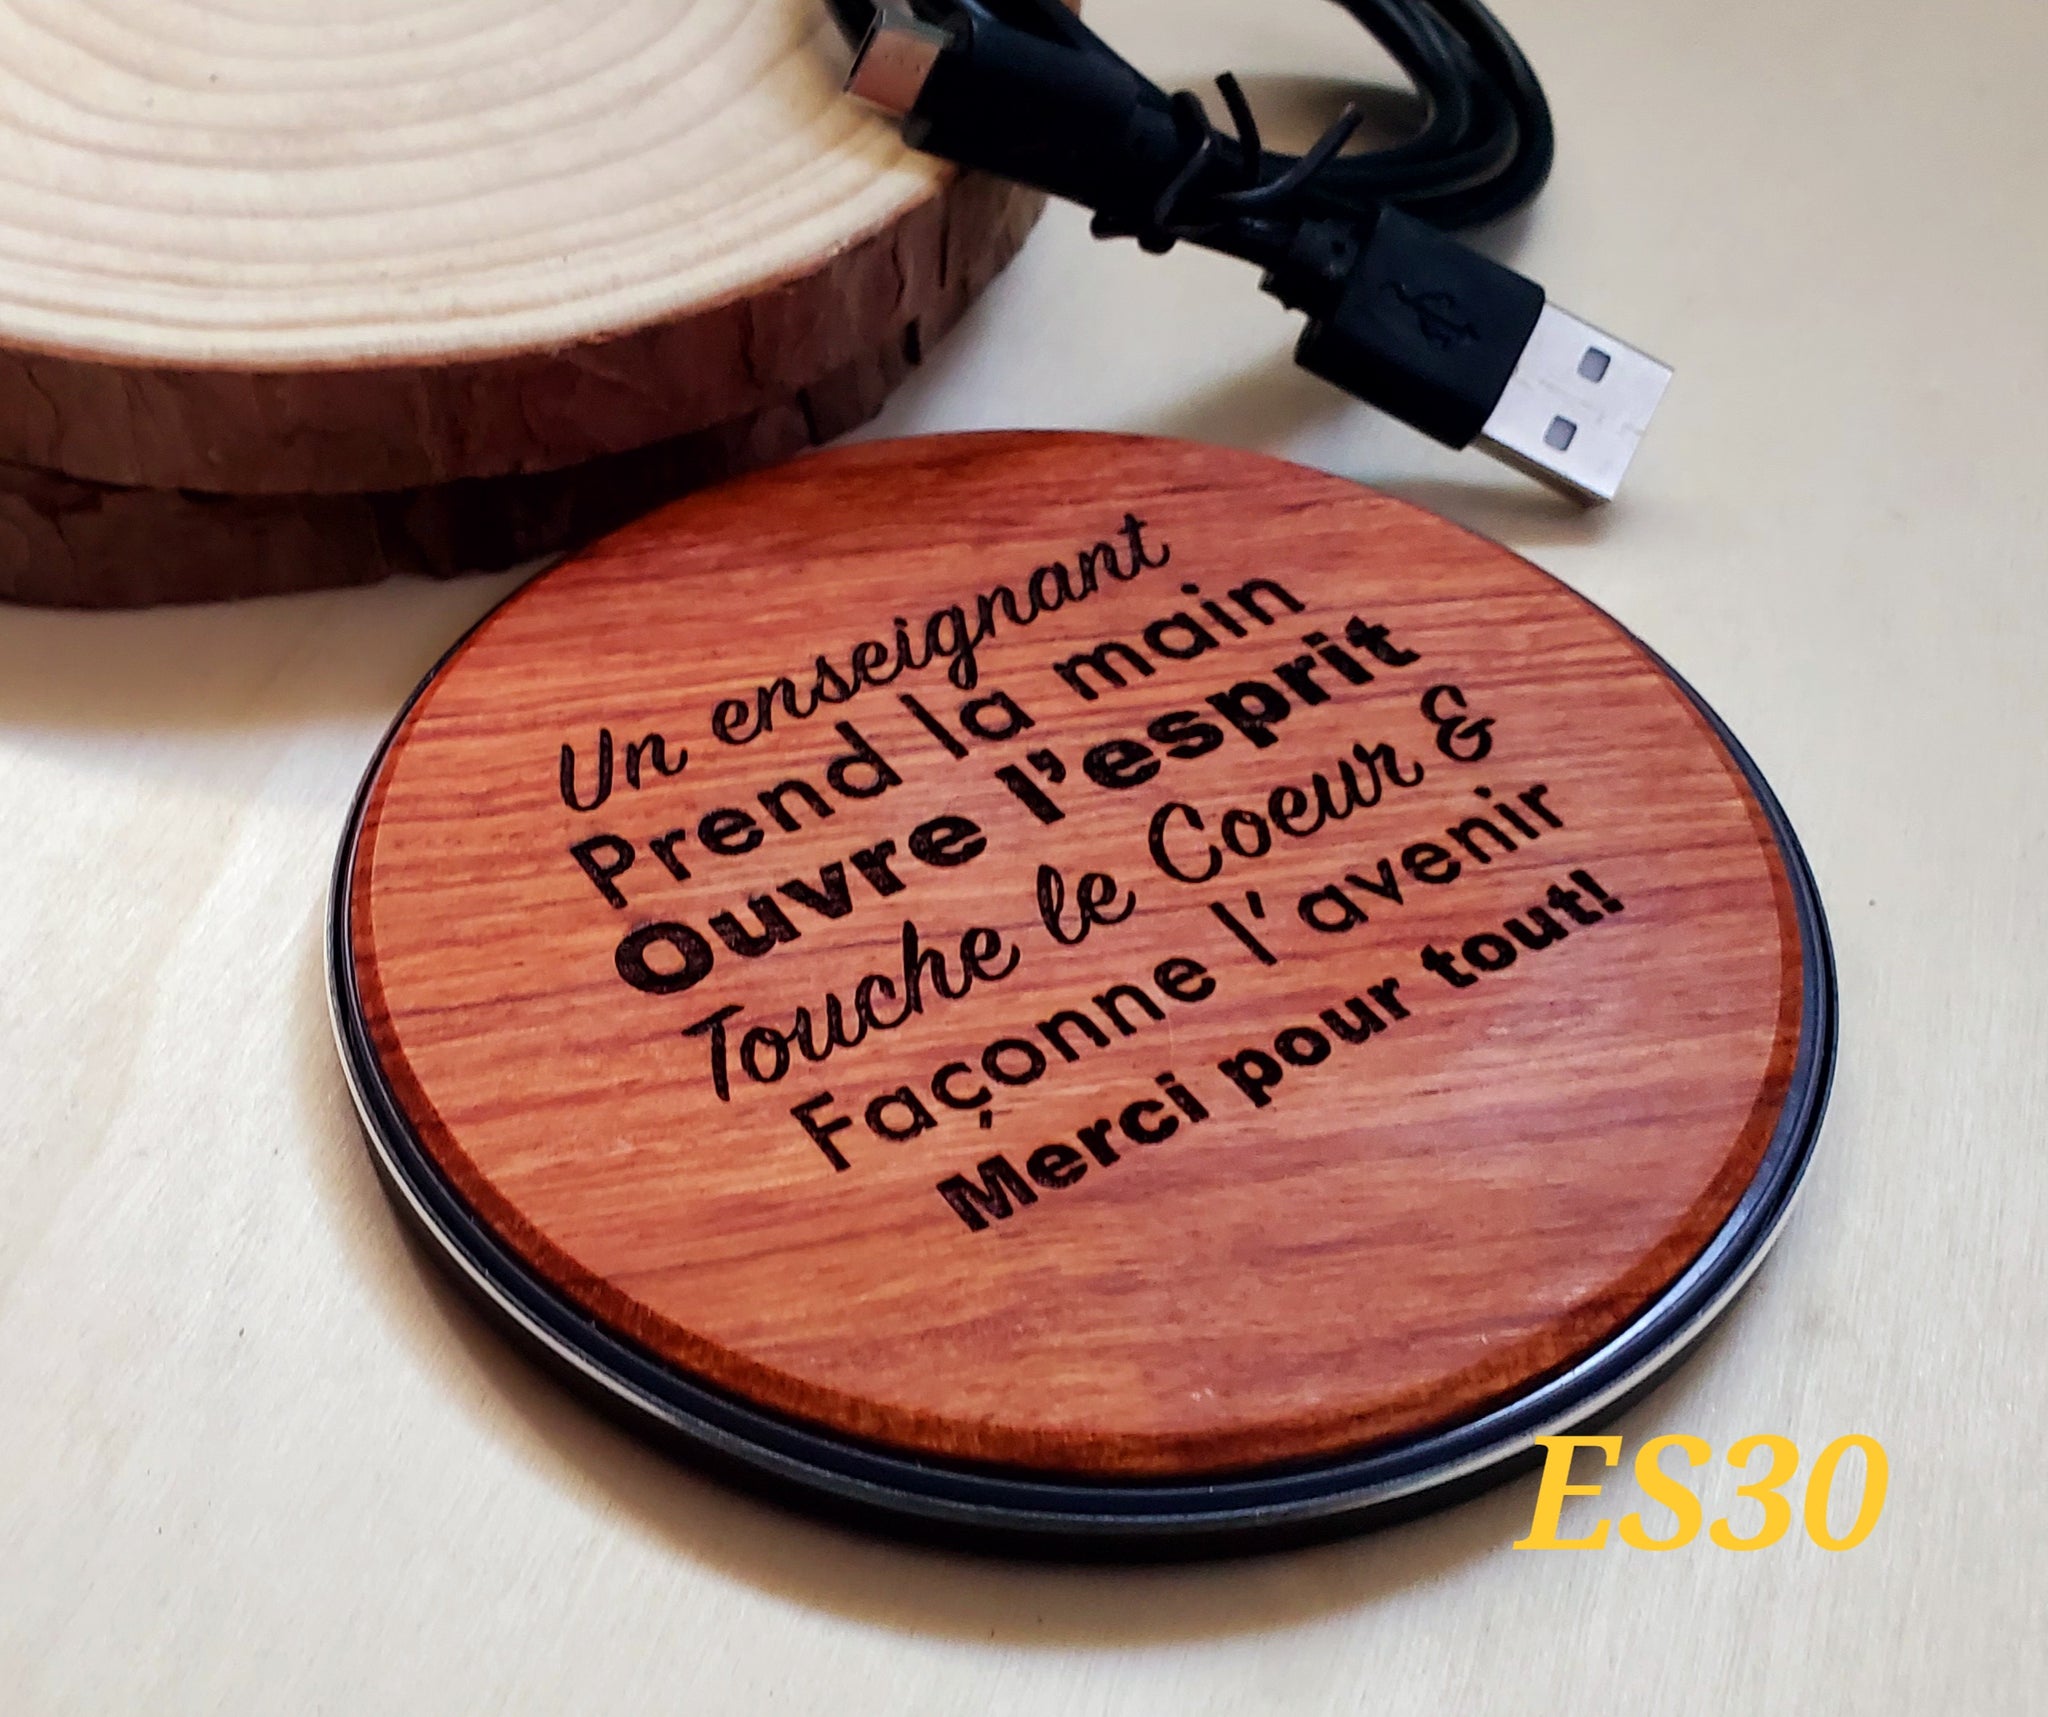 Un enseignant
Prend la main
Ouvre l'esprit
Touche le Coeur &
Façonne l'avenir
Merci pour tout!
ES30